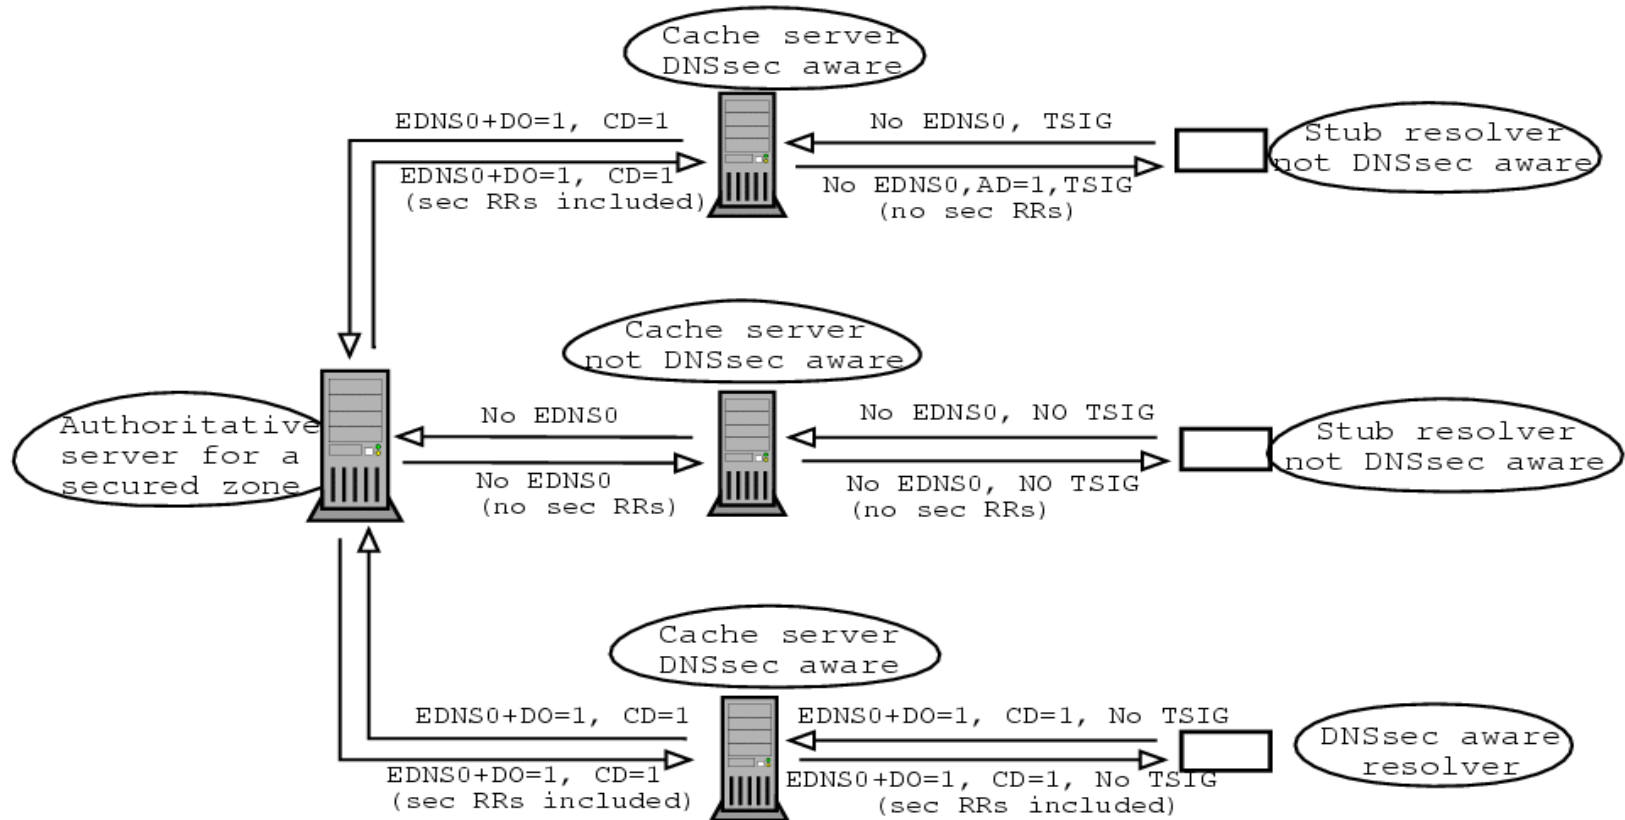 Cache server
DNSsec aware
EDNS0+DO=1, CD=1
No EDNS0, TSIG
Stub resolver
not DNSsec aware
EDNS0+DO=1, CD=1
(sec RRs included)
No EDNS0,AD=1,TSIG
(no sec RRs)
Cache server
not DNSsec aware
Authoritative
server for a
secured zone
No EDNS0
No EDNS0, NO TSIG
Stub resolver
not DNSsec aware
No EDNS0
(no sec RRs)
No EDNS0, NO TSIG
(no sec RRs)
Cache server
DNSsec aware
EDNS0+DO=1, CD=1
EDNS0+DO=1, CD=1, No TSIG
DNSsec aware
resolver
EDNS0+DO=1, CD=1
(sec RRs included)
EDNS0+DO=1, CD=1, No TSIG
(sec RRs included)